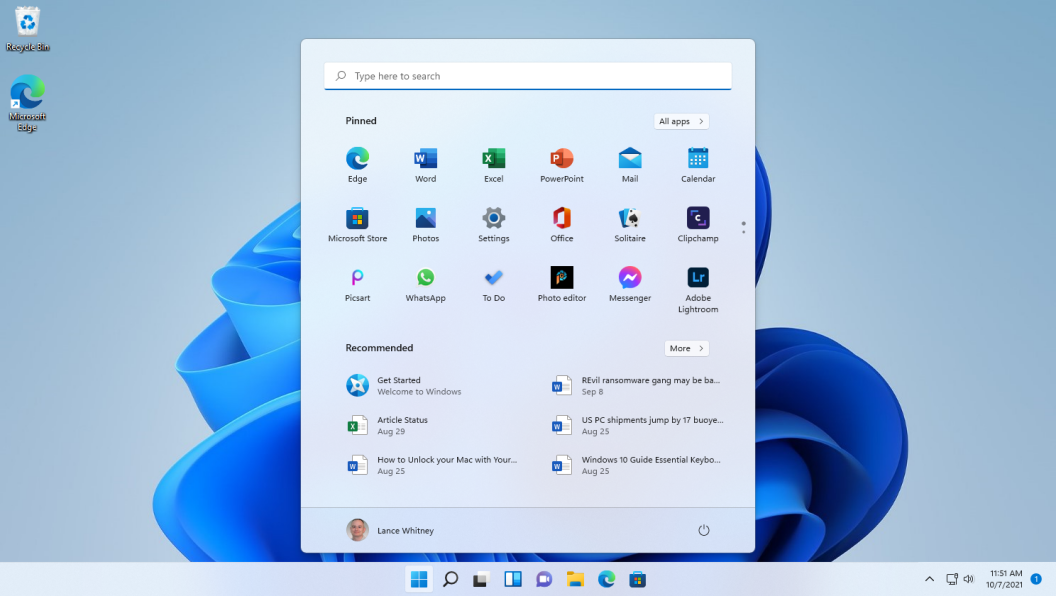 Recycle Bin
Microsoft
Edge
Type here to search
Pinned
All apps
Edge
Word
Excel
PowerPoint
Mail
Calendar
Microsoft Store
Photos
Settings
Office
Solitaire
Clipchamp
Picsart
WhatsApp
To Do
Photo editor
Messenger
Adobe
Lightroom
Recommended
More
Get Started
Welcome to Windows
REvil ransomware gang may be ba...
Sep 8
Article Status
Aug 29
US PC shipments jump by 17 buoye...
Aug 25
How to Unlock your Mac with Your...
Aug 25
Windows 10 Guide Essential Keybo...
Aug 25
Lance Whitney
11:51 AM
10/7/2021
1